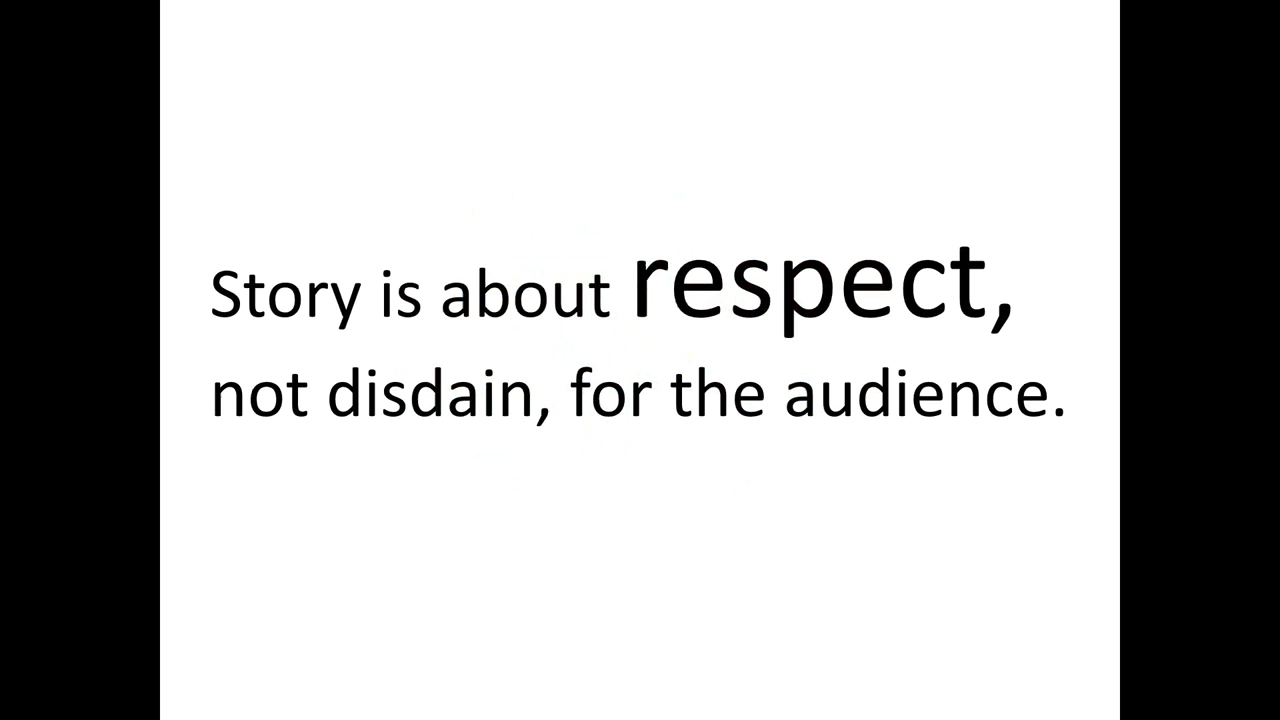 Story is about respect,
not disdain, for the audience.